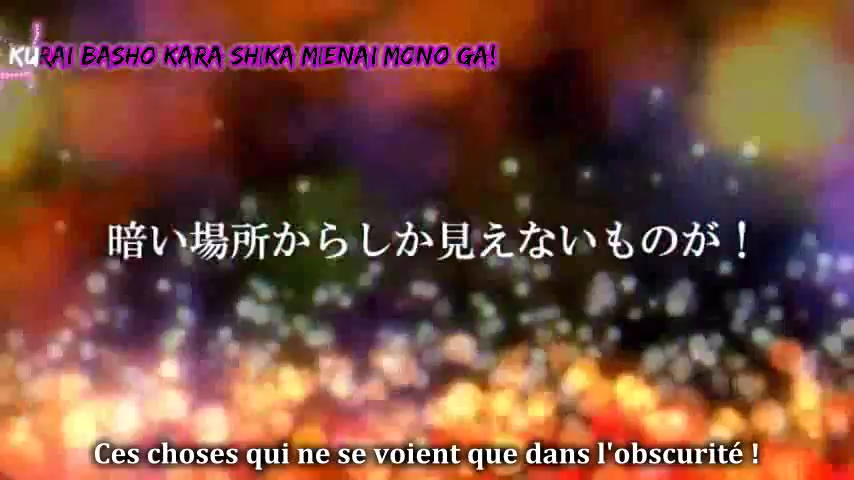 KURAI BASHO KARA SHIKA MIENAI MONO GA!
暗い場所からしか見えないものが！
Ces choses qui ne se voient que dans l'obscurité !